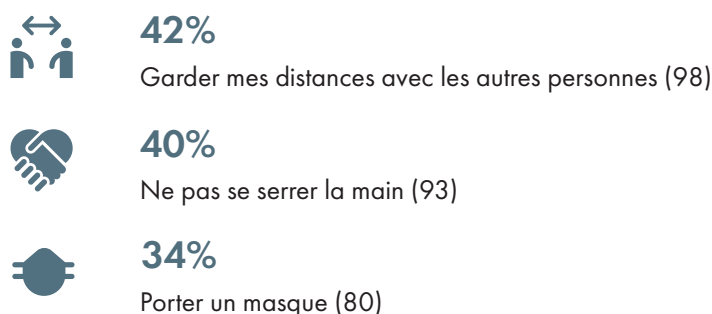 42%
Garder mes distances avec les autres personnes (98)
40%
Ne pas se serrer la main (93)
34%
Porter un masque (80)